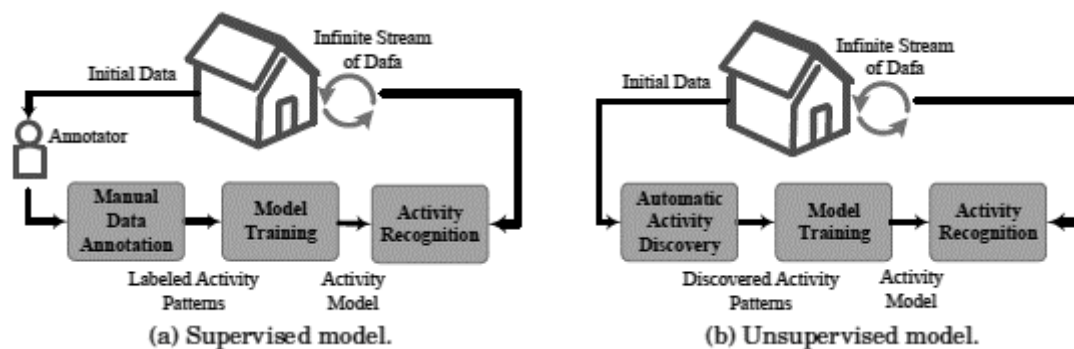 Infinite Stream
of Dafa
Initial Data
Annotator
Manual
Data
Annotation
Model
Training
Activity
Recognition
Labeled Activity
Patterns
Activity
Model
(a) Supervised model.
Infinite Stream
of Dafa
Initial Data
Automatic
Activity
Discovery
Model
Training
Activity
Recognition
Discovered Activity
Patterns
Activity
Model
(b) Unsupervised model.